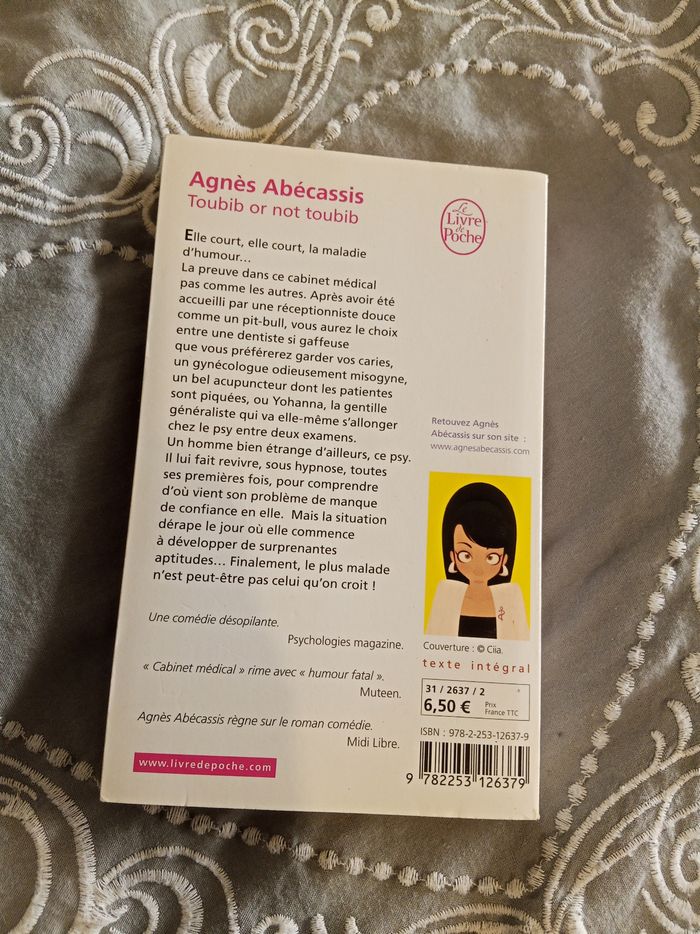 Agnès Abécassis
Toubib or not toubib
Le
Livre
de
Poche
Elle court, elle court, la maladie
d'humour…
La preuve dans ce cabinet médical
pas comme les autres. Après avoir été
accueilli par une réceptionniste douce
comme un pit-bull, vous aurez le choix
entre une dentiste si gaffeuse
que vous préférerez garder vos caries,
un gynécologue odieusement misogyne,
un bel acupuncteur dont les patientes
sont piquées, ou Yohanna, la gentille
généraliste qui va elle-même s'allonger
chez le psy entre deux examens.
Un homme bien étrange d'ailleurs, ce psy.
Il lui fait revivre, sous hypnose, toutes
ses premières fois, pour comprendre
d'où vient son problème de manque
de confiance en elle. Mais la situation
dérape le jour où elle commence
à développer de surprenantes
aptitudes… Finalement, le plus malade
n'est peut-être pas celui qu'on croit !
Une comédie désopilante.
Psychologies magazine.
« Cabinet médical » rime avec « humour fatal ».
Muteen.
Agnès Abécassis règne sur le roman comédie.
Midi Libre.
www.livredepoche.com
Retouvez Agnès
Abécassis sur son site :
www.agnesabecassis.com
Couverture : © Ciia.
texte intégral
31 / 2637 / 2
6,50 € Prix
France TTC
ISBN : 978-2-253-12637-9
9 782253 126379